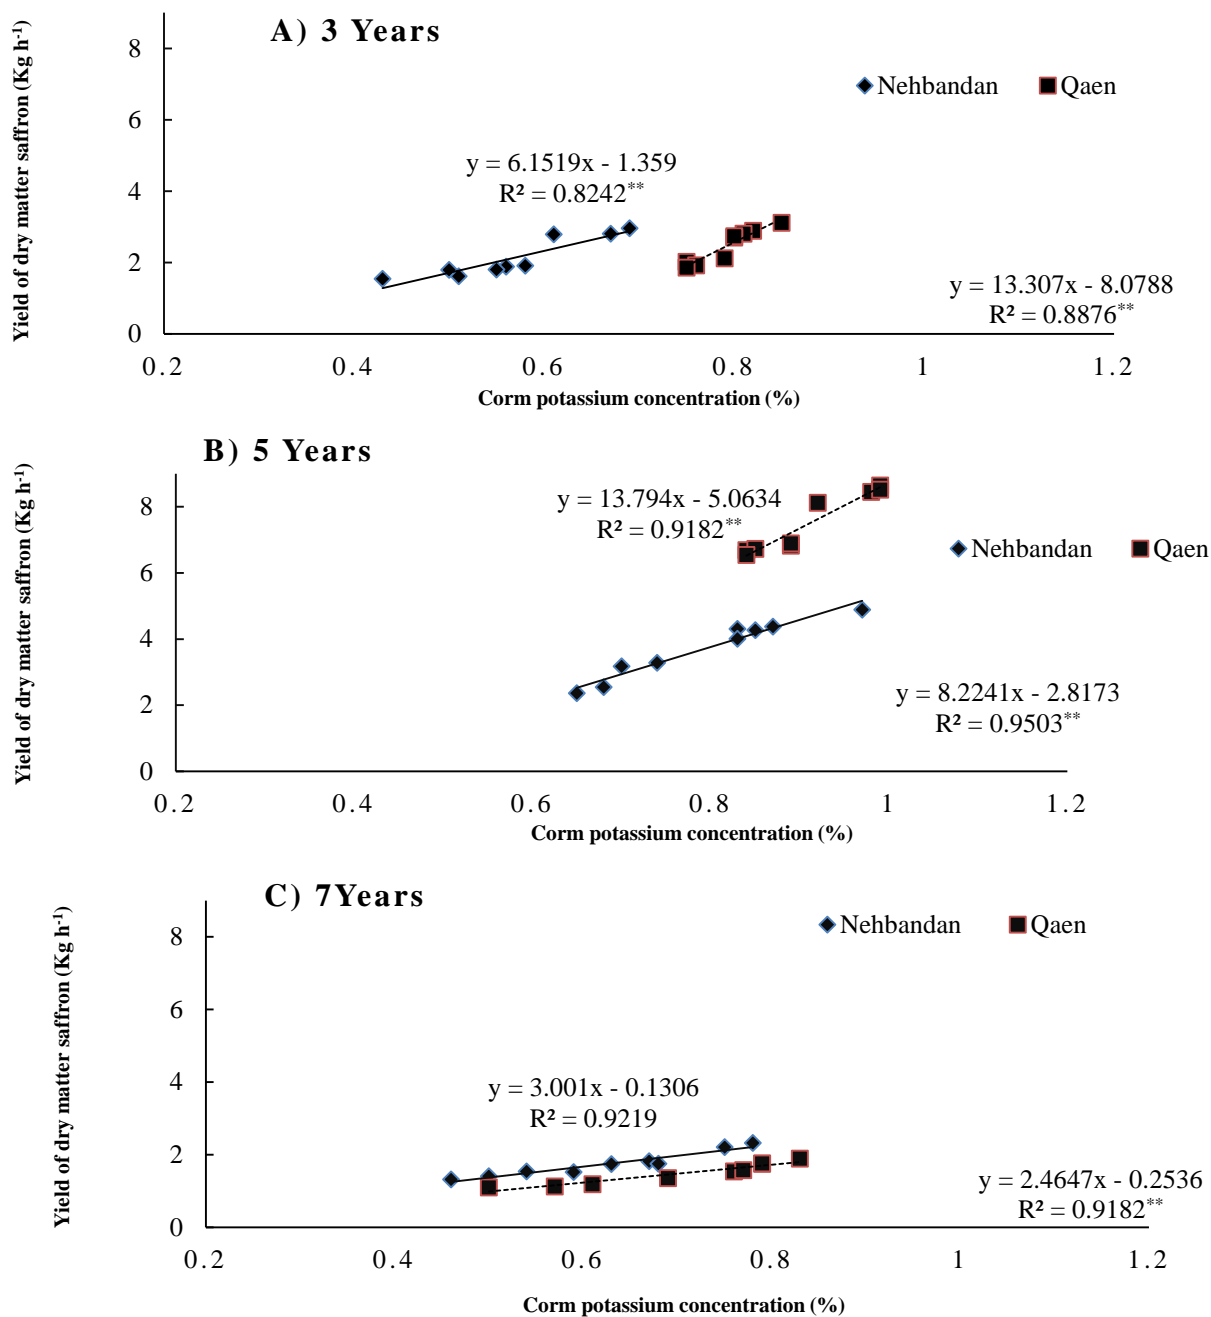 A) 3 Years
Yield of dry matter saffron (Kg h-1)
8
6
4
2
0
Nehbandan
Qaen
y = 6.1519x - 1.359
R² = 0.8242**
y = 13.307x - 8.0788
R² = 0.8876**
0.2 0.4 0.6 0.8 1 1.2
Corm potassium concentration (%)
B) 5 Years
Yield of dry matter saffron (Kg h-1)
8
6
4
2
0
y = 13.794x - 5.0634
R² = 0.9182**
Nehbandan
Qaen
y = 8.2241x - 2.8173
R² = 0.9503**
0.2 0.4 0.6 0.8 1 1.2
Corm potassium concentration (%)
C) 7Years
Yield of dry matter saffron (Kg h-1)
8
6
4
2
0
Nehbandan
Qaen
y = 3.001x - 0.1306
R² = 0.9219
y = 2.4647x - 0.2536
R² = 0.9182**
0.2 0.4 0.6 0.8 1 1.2
Corm potassium concentration (%)